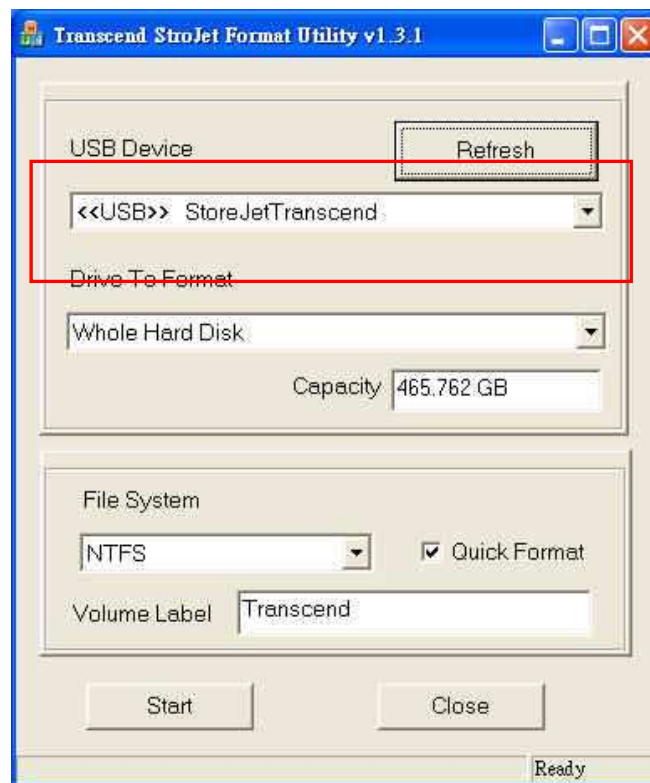 Transcend StroJet Format Utility v1.3.1
USB Device
Refresh
<<USB>> StoreJetTranscend
Drive To Format
Whole Hard Disk
Capacity 465.762 GB
File System
NTFS
Quick Format
Volume Label Transcend
Start Close
Ready